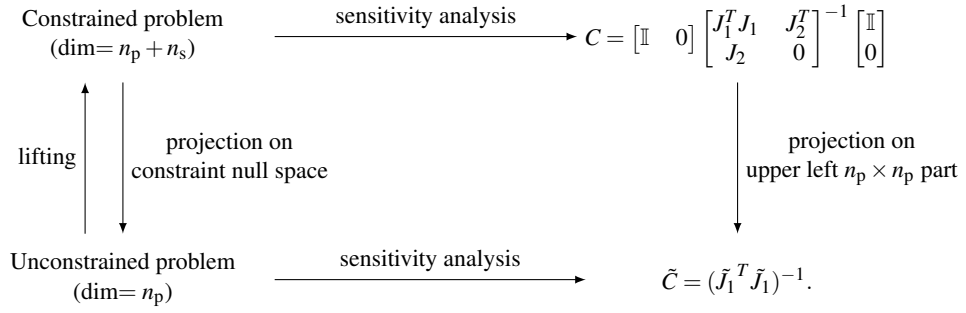 Constrained problem
(dim= n_p + n_s)
sensitivity analysis
C = [𝕀 0] [J_1^T J_1 J_2^T; J_2 0]^{-1} [𝕀; 0]
lifting
projection on
constraint null space
projection on
upper left n_p × n_p part
Unconstrained problem
(dim= n_p)
sensitivity analysis
C̃ = (J̃_1^T J̃_1)^{-1}.